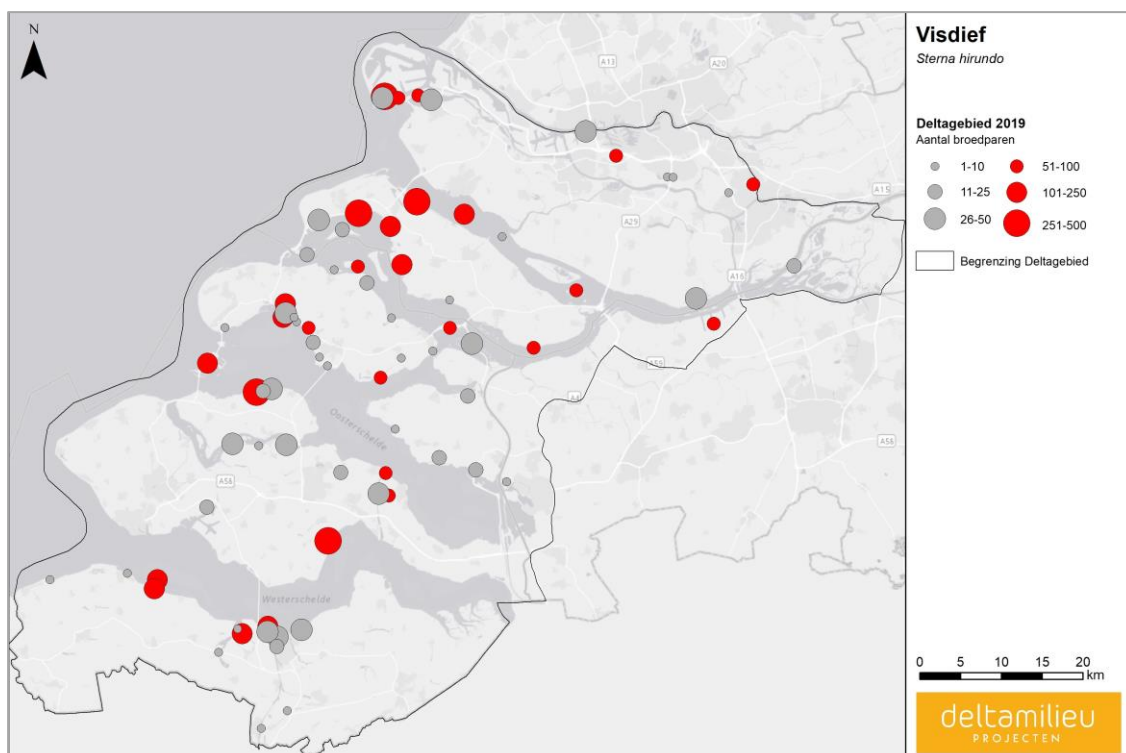 N
A13
A20
A15
A29
A16
A59
A4
A58
A58
Oosterschelde
Westerschelde
Visdief
Sterna hirundo
Deltagebied 2019
Aantal broedparen
1-10
51-100
11-25
101-250
26-50
251-500
Begrenzing Deltagebied
0 5 10 15 20
km
deltamilieu
PROJECTEN